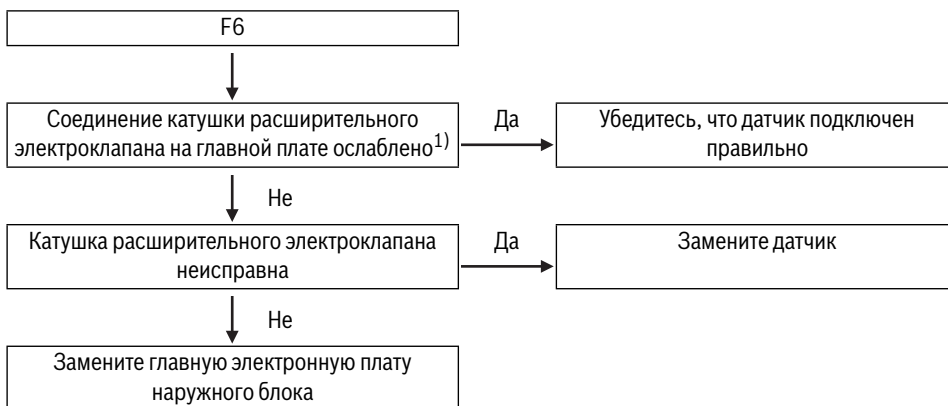 F6
Соединение катушки расширительного
электроклапана на главной плате ослаблено1)
Да
Убедитесь, что датчик подключен
правильно
Не
Катушка расширительного электроклапана
неисправна
Да
Замените датчик
Не
Замените главную электронную плату
наружного блока